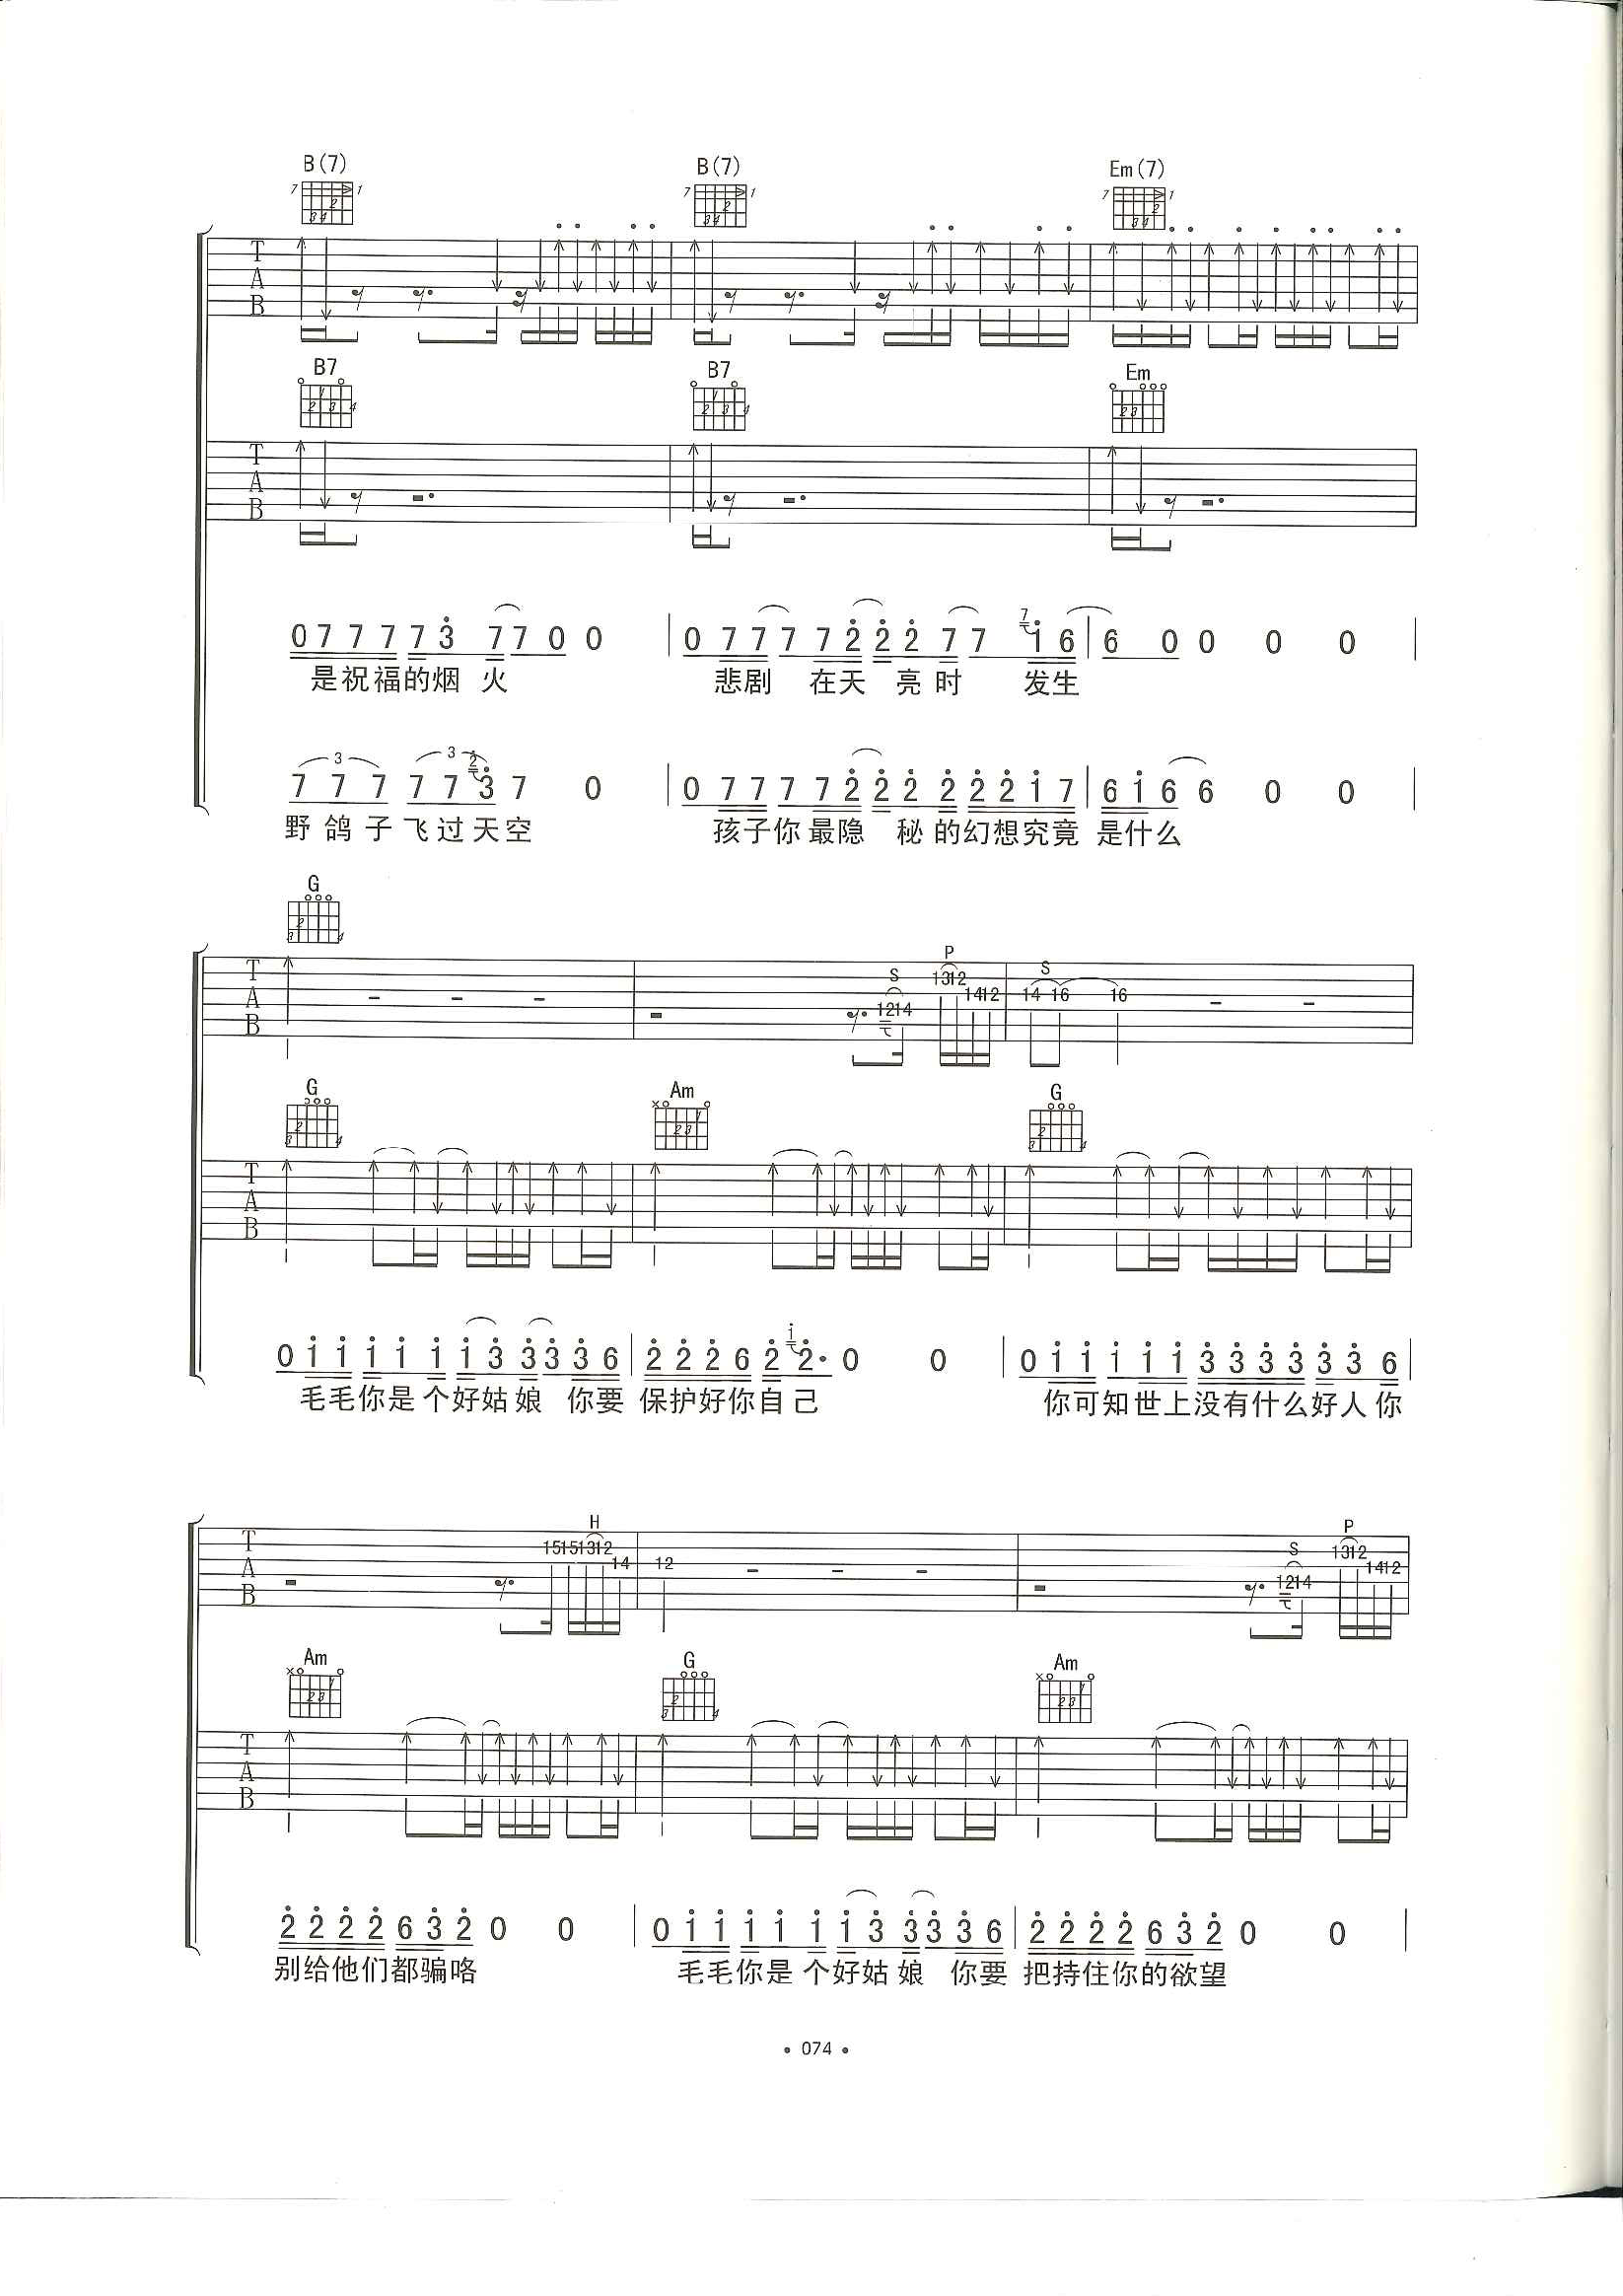 B(7) B(7) Em(7)
B7 B7 Em
0 7 7 7 7 3 7 7 0 0 | 0 7 7 7 7 2 2 2 7 7 7 1 6 | 6 0 0 0 0 |
是祝福的烟 火 悲剧 在天 亮时 发生
3 3 2
7 7 7 7 7 3 7 0 | 0 7 7 7 7 2 2 2 2 2 2 1 7 | 6 1 6 6 0 0 |
野鸽子飞过天空 孩子你最隐 秘的幻想究竟 是什么
G
S P S
T A B 12 14 13 12 14 12 14 16 16
G Am G
T A B
0 1 1 1 1 1 1 3 3 3 3 6 | 2 2 2 6 2 1 2· 0 0 | 0 1 1 1 1 1 3 3 3 3 3 3 6 |
毛毛你是个好姑娘 你要 保护好你自己 你可知世上没有什么好人你
H S P
T A B 15 15 13 12 14 12 12 14 13 12 14 12
Am G Am
T A B
2 2 2 2 6 3 2 0 0 | 0 1 1 1 1 1 1 3 3 3 3 6 | 2 2 2 2 6 3 2 0 0 |
别给他们都骗咯 毛毛你是个好姑娘 你要 把持住你的欲望
• 074 •